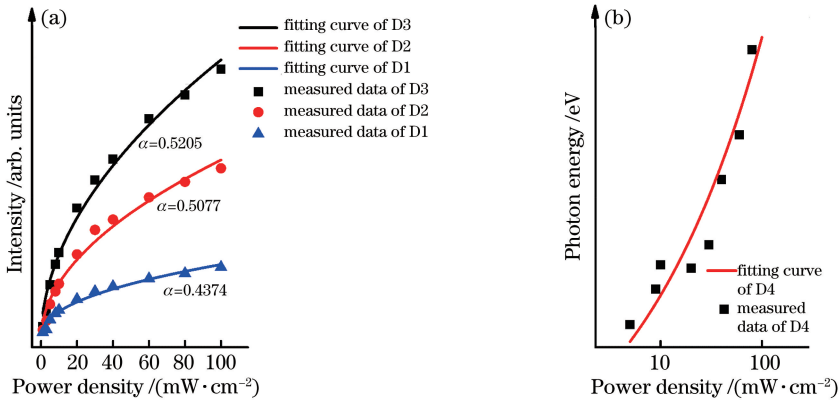 (a)
fitting curve of D3
fitting curve of D2
fitting curve of D1
measured data of D3
measured data of D2
measured data of D1
α=0.5205
α=0.5077
α=0.4374
Intensity /arb. units
0 20 40 60 80 100
Power density /(mW·cm⁻²)
(b)
Photon energy /eV
fitting curve
of D4
measured
data of D4
10 100
Power density /(mW·cm⁻²)